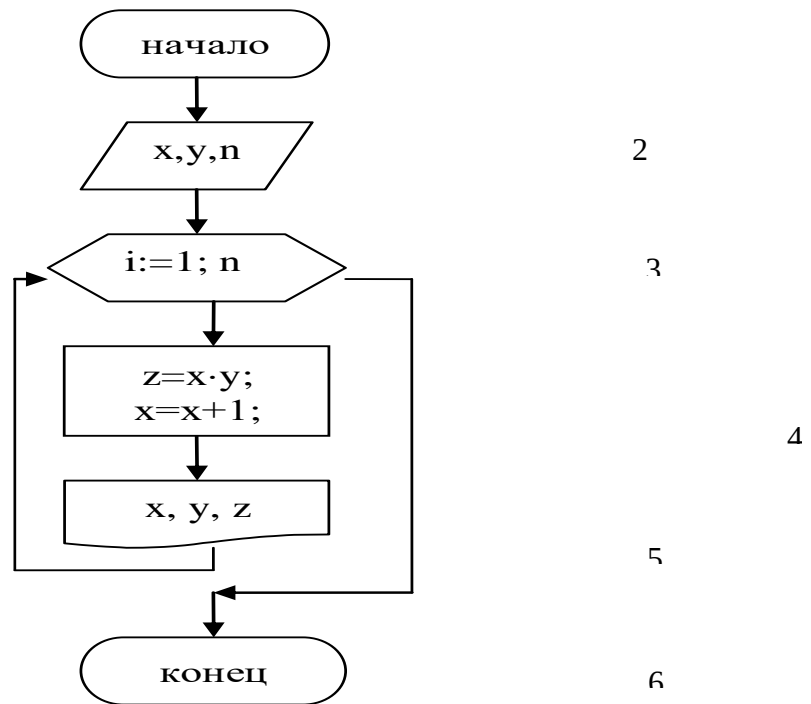 начало
x,y,n
2
i:=1; n
3
z=x·y;
x=x+1;
4
x, y, z
5
конец
6